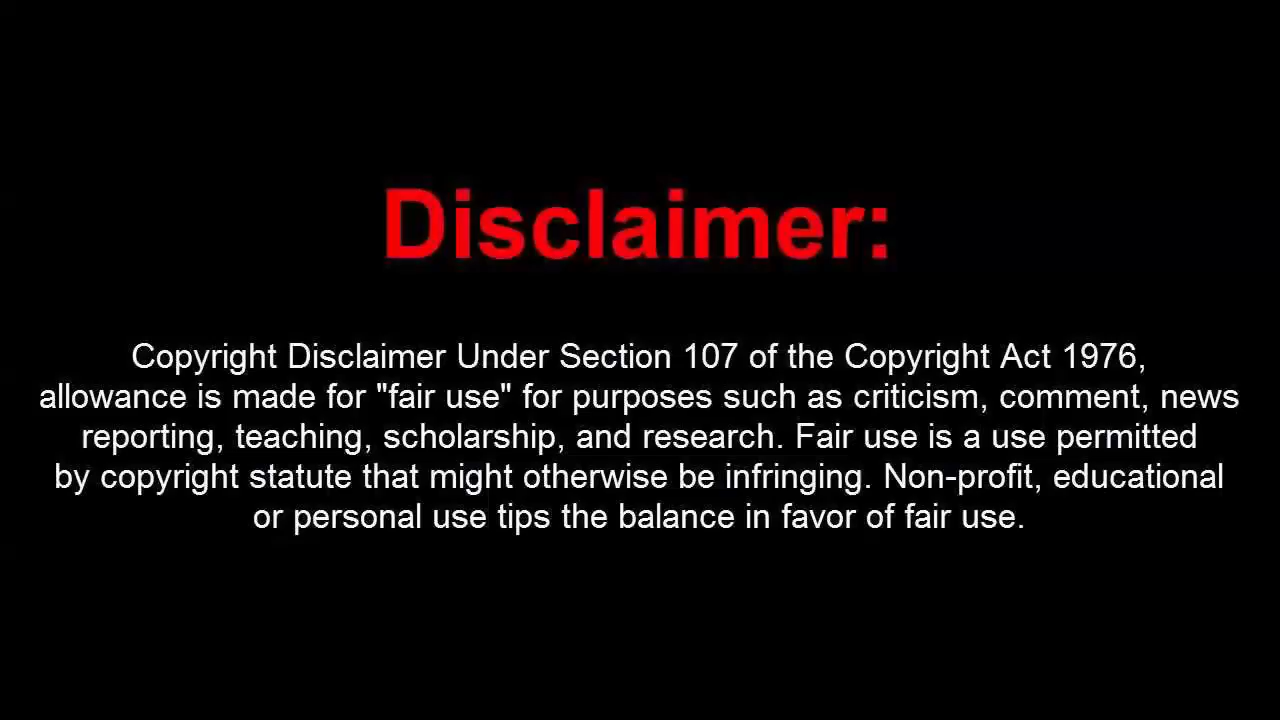 Disclaimer:
Copyright Disclaimer Under Section 107 of the Copyright Act 1976,
allowance is made for "fair use" for purposes such as criticism, comment, news
reporting, teaching, scholarship, and research. Fair use is a use permitted
by copyright statute that might otherwise be infringing. Non-profit, educational
or personal use tips the balance in favor of fair use.